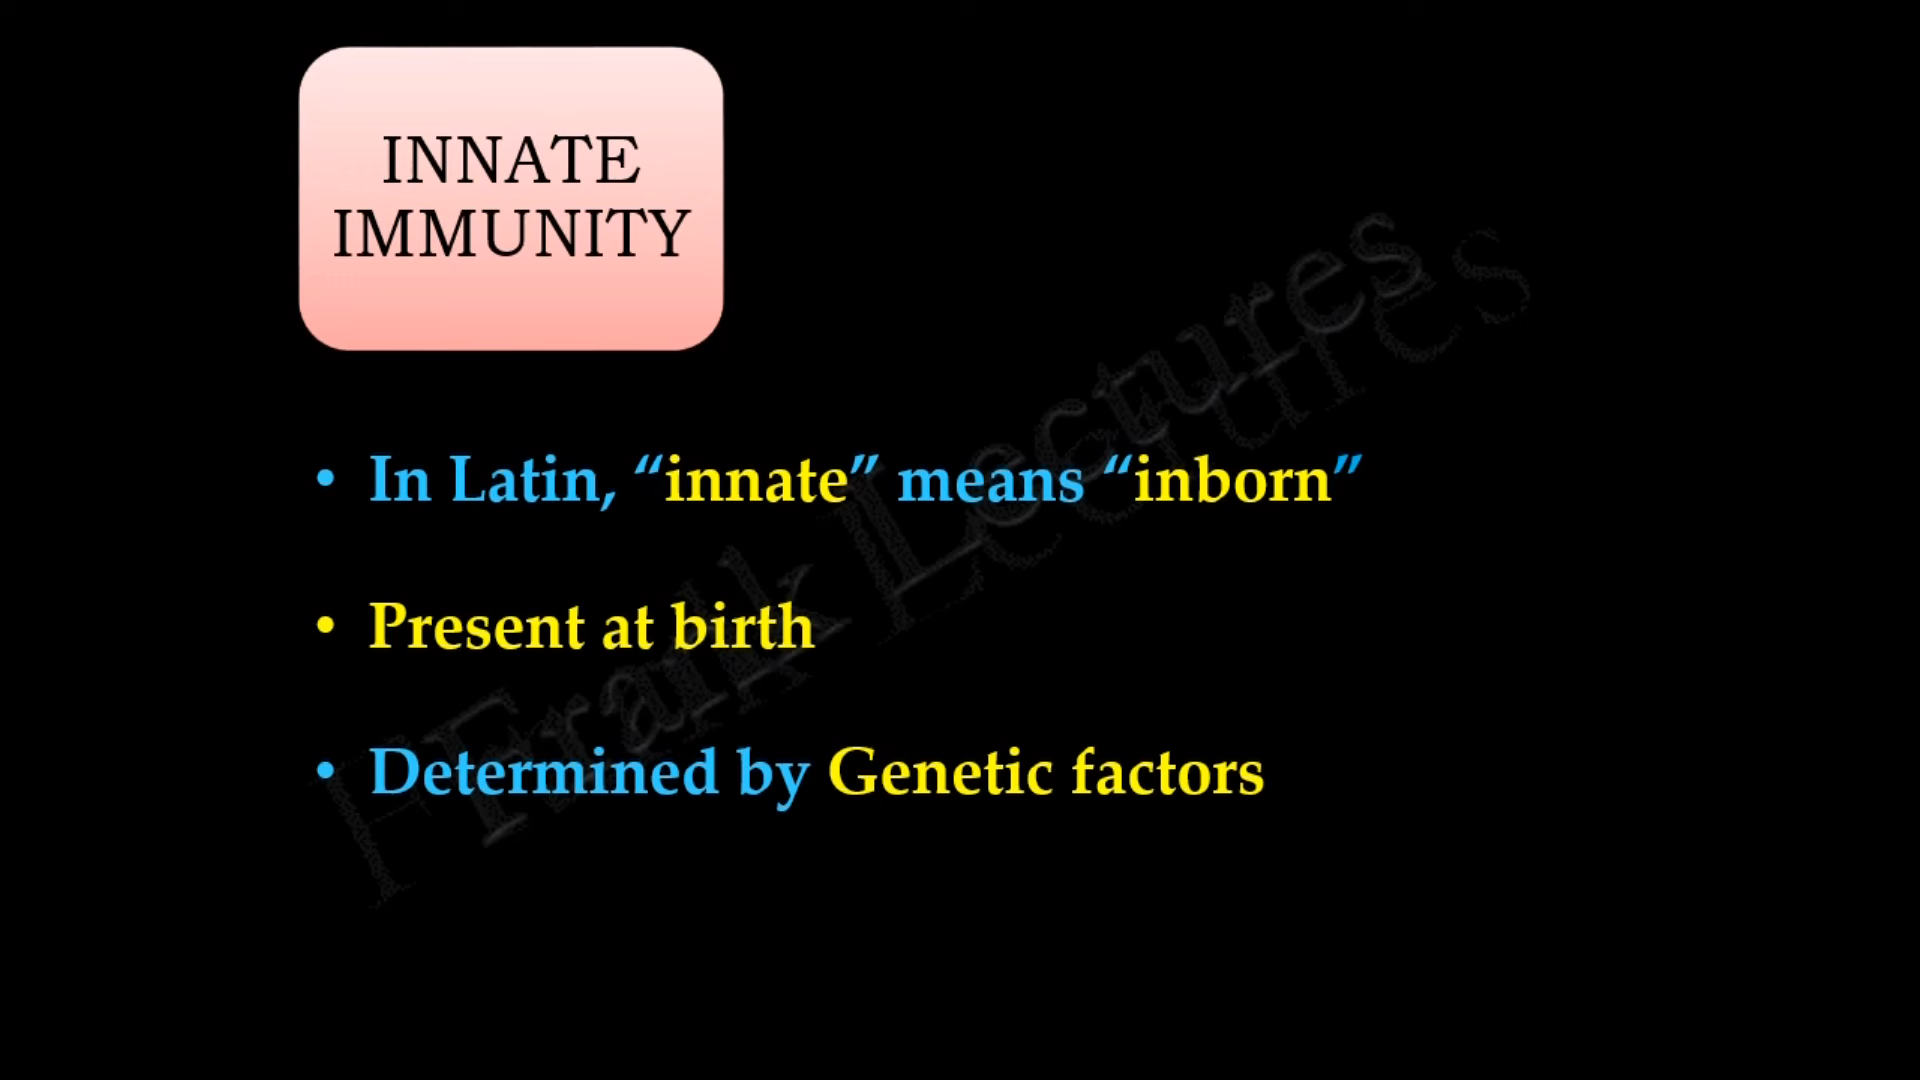 INNATE
IMMUNITY
• In Latin, “innate” means “inborn”
• Present at birth
• Determined by Genetic factors
Frank Lectures